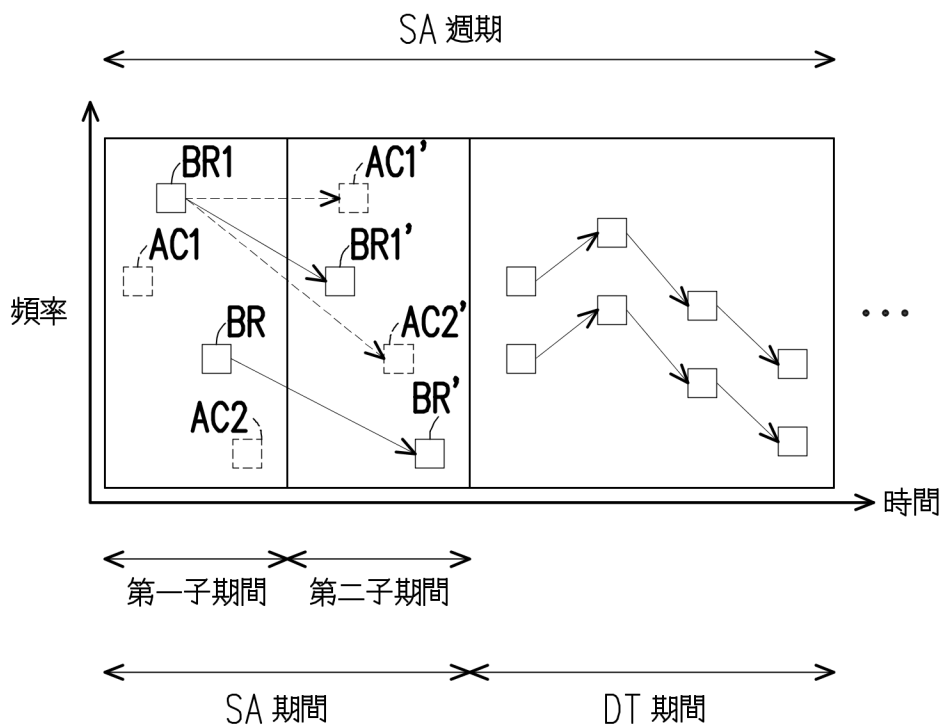 SA 週期
BR1
AC1'
AC1
BR1'
頻率
BR
AC2'
AC2
BR'
時間
第一子期間
第二子期間
SA 期間
DT 期間